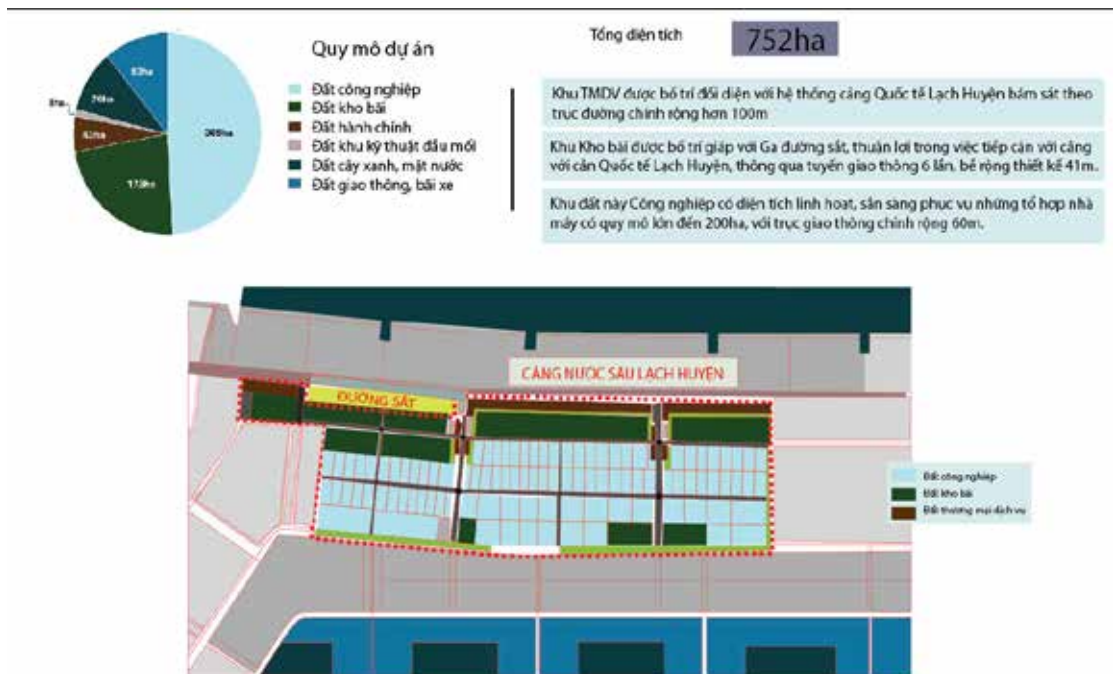 Quy mô dự án
Đất công nghiệp
Đất kho bãi
Đất hành chính
Đất khu kỹ thuật đầu mối
Đất cây xanh, mặt nước
Đất giao thông, bãi xe
Tổng diện tích
752ha
Khu TMDV được bố trí đối diện với hệ thống cảng Quốc tế Lạch Huyện bám sát theo
trục đường chính rộng hơn 100m
Khu Kho bãi được bố trí giáp với Ga đường sắt, thuận lợi trong việc tiếp cận với cảng
với cản Quốc tế Lạch Huyện, thông qua tuyến giao thông 6 lằn, bề rộng thiết kế 41m.
Khu đất này Công nghiệp có diện tích linh hoạt, sẵn sàng phục vụ những tổ hợp nhà
máy có quy mô lớn đến 200ha, với trục giao thông chính rộng 60m.
CẢNG NƯỚC SÂU LẠCH HUYỆN
ĐƯỜNG SẮT
Đất công nghiệp
Đất kho bãi
Đất thương mại dịch vụ